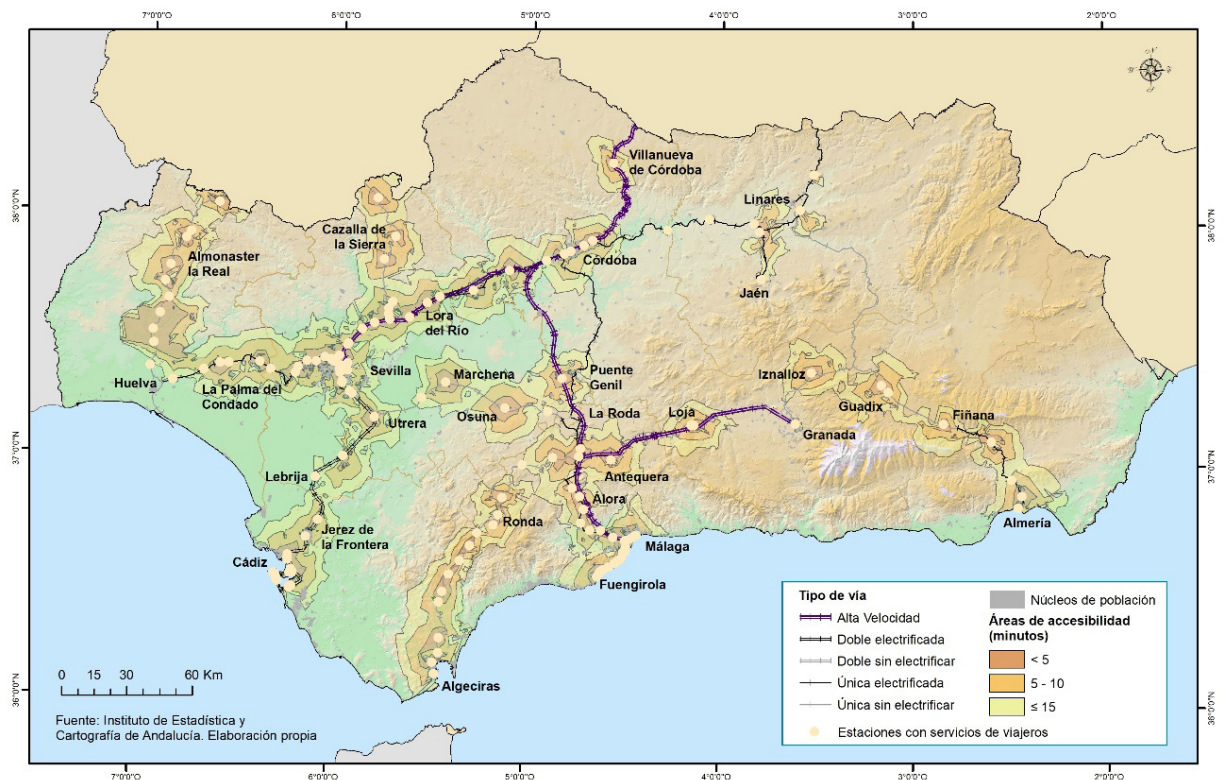 7°0'0"O
6°0'0"O
5°0'0"O
4°0'0"O
3°0'0"O
2°0'0"O
38°0'0"N
38°0'0"N
37°0'0"N
37°0'0"N
36°0'0"N
36°0'0"N
Villanueva
de Córdoba
Linares
Cazalla de
la Sierra
Almonaster
la Real
Córdoba
Jaén
Lora
del Río
Huelva
La Palma del
Condado
Sevilla
Marchena
Puente
Genil
Iznalloz
Osuna
Utrera
La Roda
Loja
Guadix
Fiñana
Granada
Lebrija
Antequera
Álora
Jerez de
la Frontera
Ronda
Almería
Cádiz
Málaga
Fuengirola
Algeciras
0 15 30 60 Km
Fuente: Instituto de Estadística y
Cartografía de Andalucía. Elaboración propia
Tipo de vía
Alta Velocidad
Doble electrificada
Doble sin electrificar
Única electrificada
Única sin electrificar
Núcleos de población
Áreas de accesibilidad
(minutos)
< 5
5 - 10
≤ 15
Estaciones con servicios de viajeros
7°0'0"O
6°0'0"O
5°0'0"O
4°0'0"O
3°0'0"O
2°0'0"O